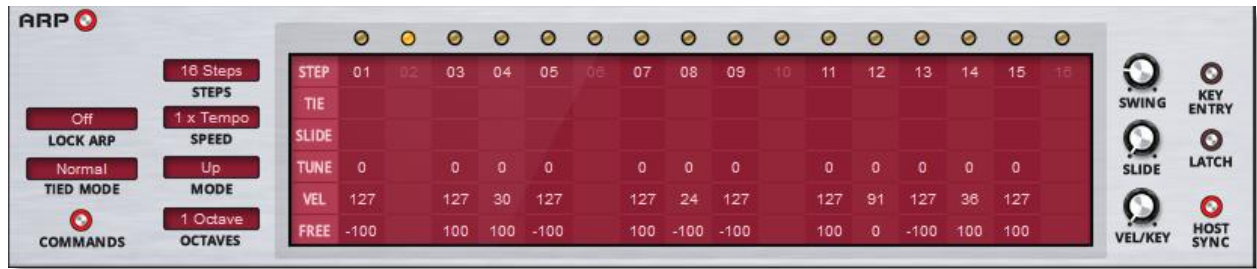 ARP
16 Steps
STEPS
Off
LOCK ARP
1 x Tempo
SPEED
Normal
TIED MODE
Up
MODE
COMMANDS
1 Octave
OCTAVES
STEP 01 02 03 04 05 06 07 08 09 10 11 12 13 14 15 16
TIE
SLIDE
TUNE 0 0 0 0 0 0 0 0 0 0 0 0
VEL 127 127 30 127 127 24 127 127 91 127 36 127
FREE -100 100 100 -100 100 -100 -100 100 0 -100 100 100
SWING
KEY
ENTRY
SLIDE
LATCH
VEL/KEY
HOST
SYNC